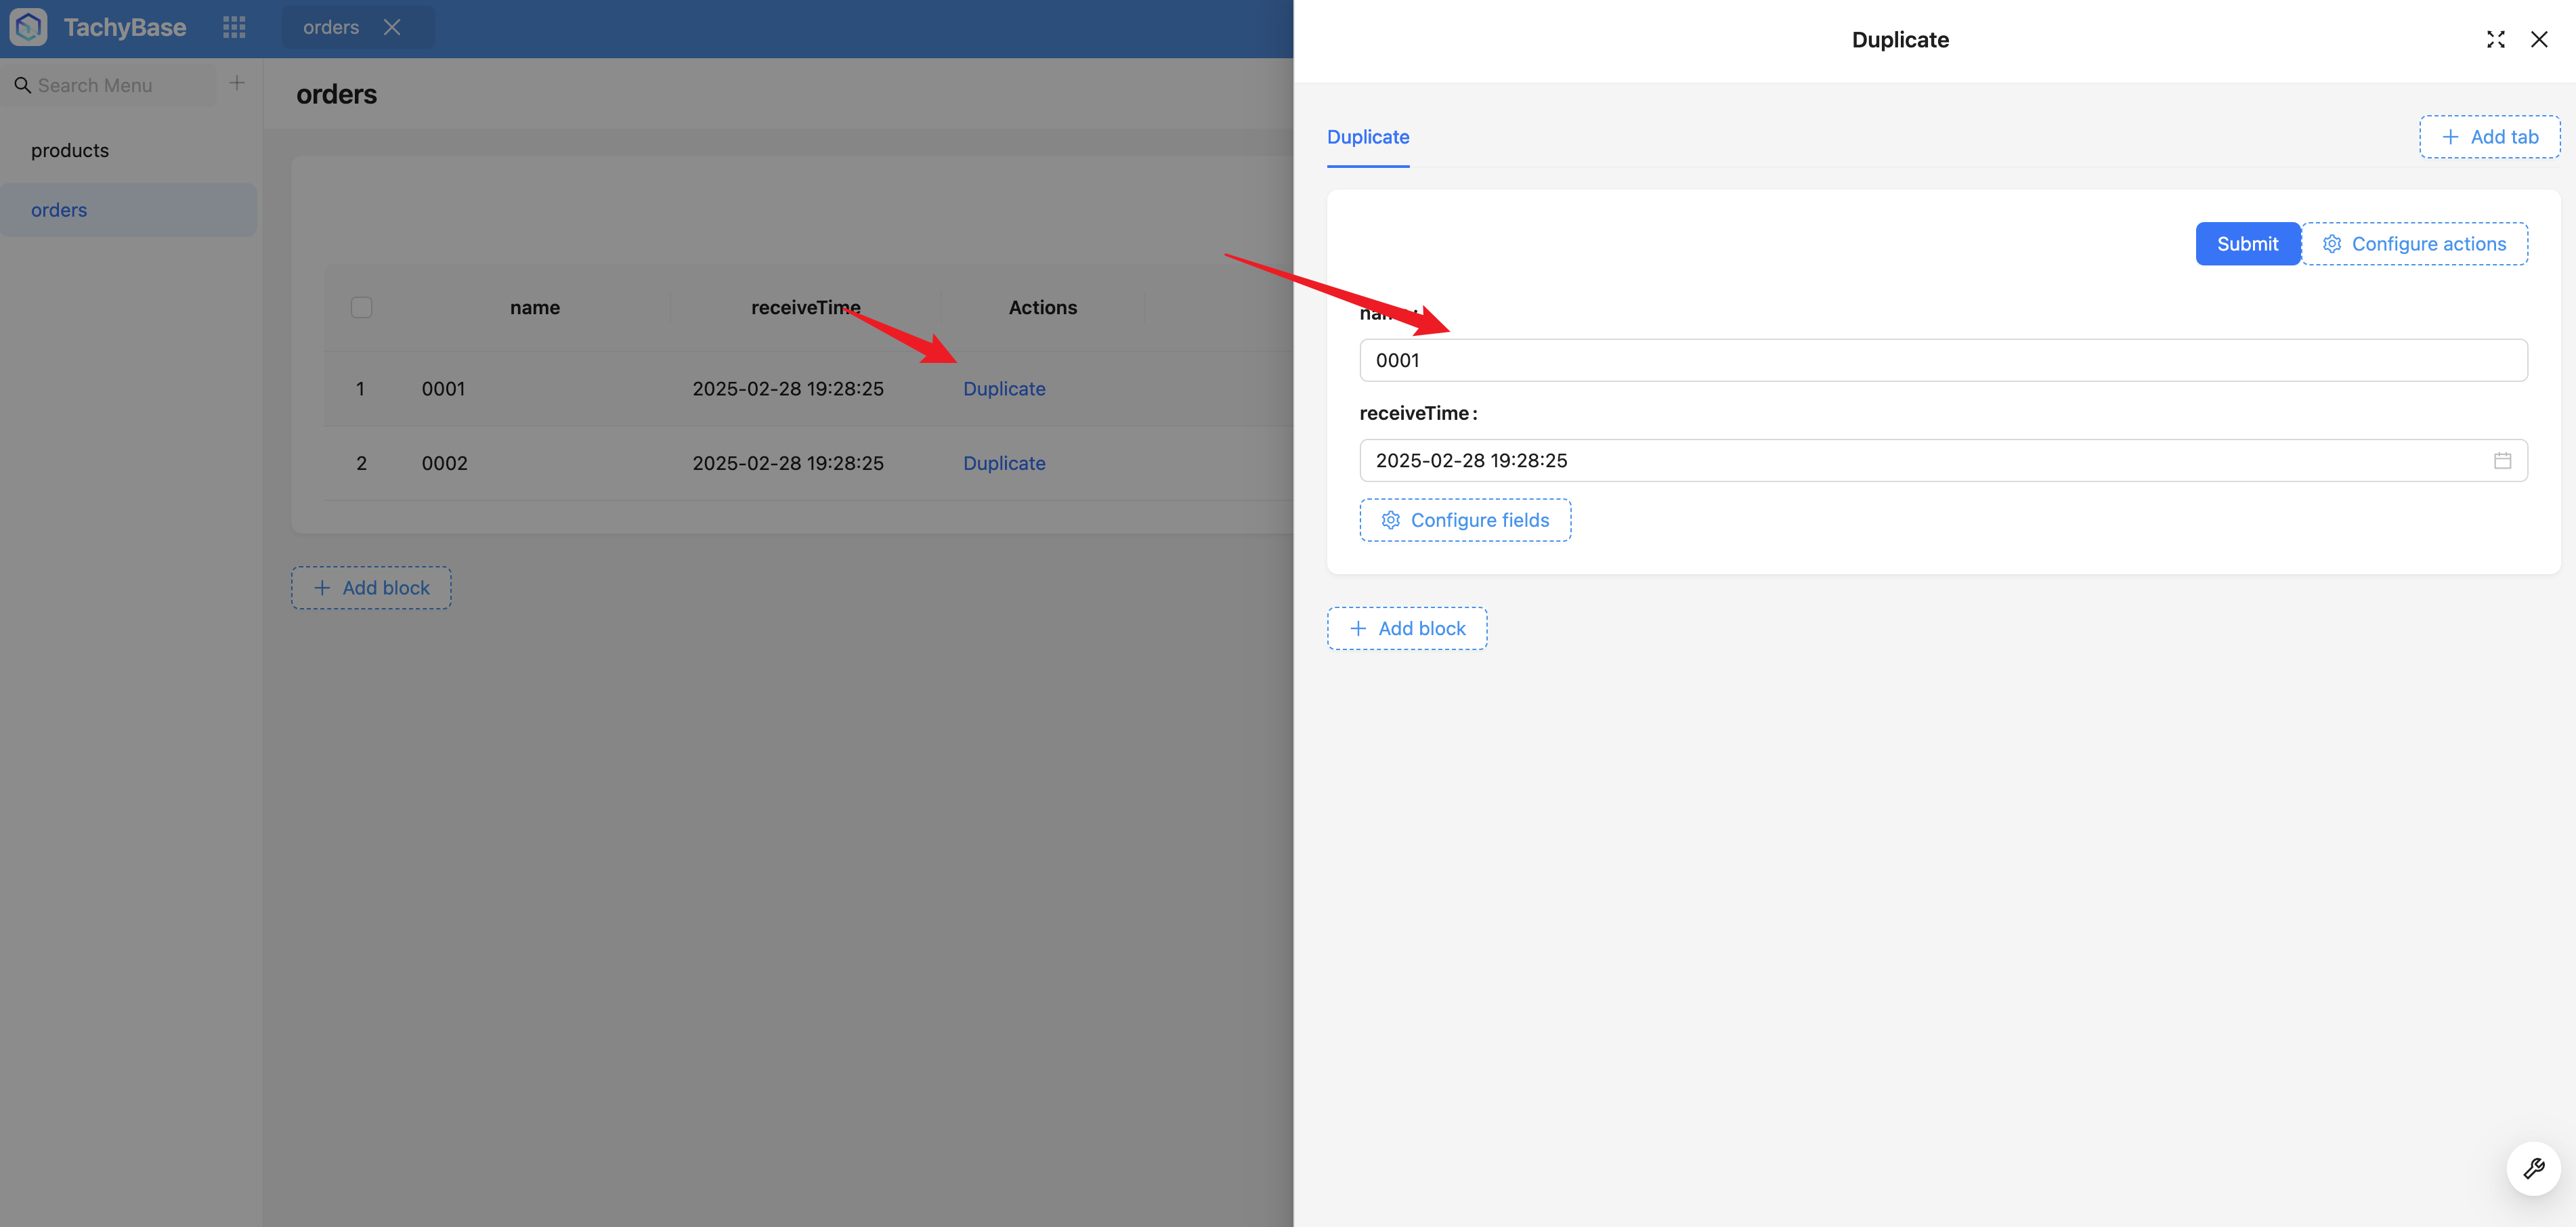 TachyBase
orders
Search Menu
products
orders
orders
name receiveTime Actions
1 0001 2025-02-28 19:28:25 Duplicate
2 0002 2025-02-28 19:28:25 Duplicate
Add block
Duplicate
Duplicate
Add tab
Submit
Configure actions
name :
0001
receiveTime :
2025-02-28 19:28:25
Configure fields
Add block